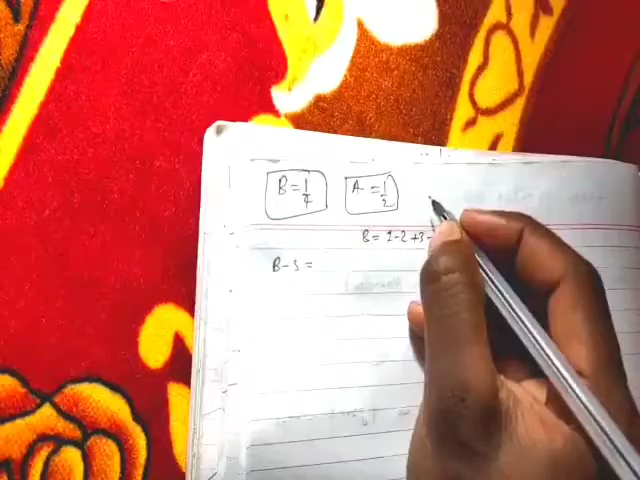 B = 1/4 A = 1/2
B = 1 - 2 + 3 -
B - S =